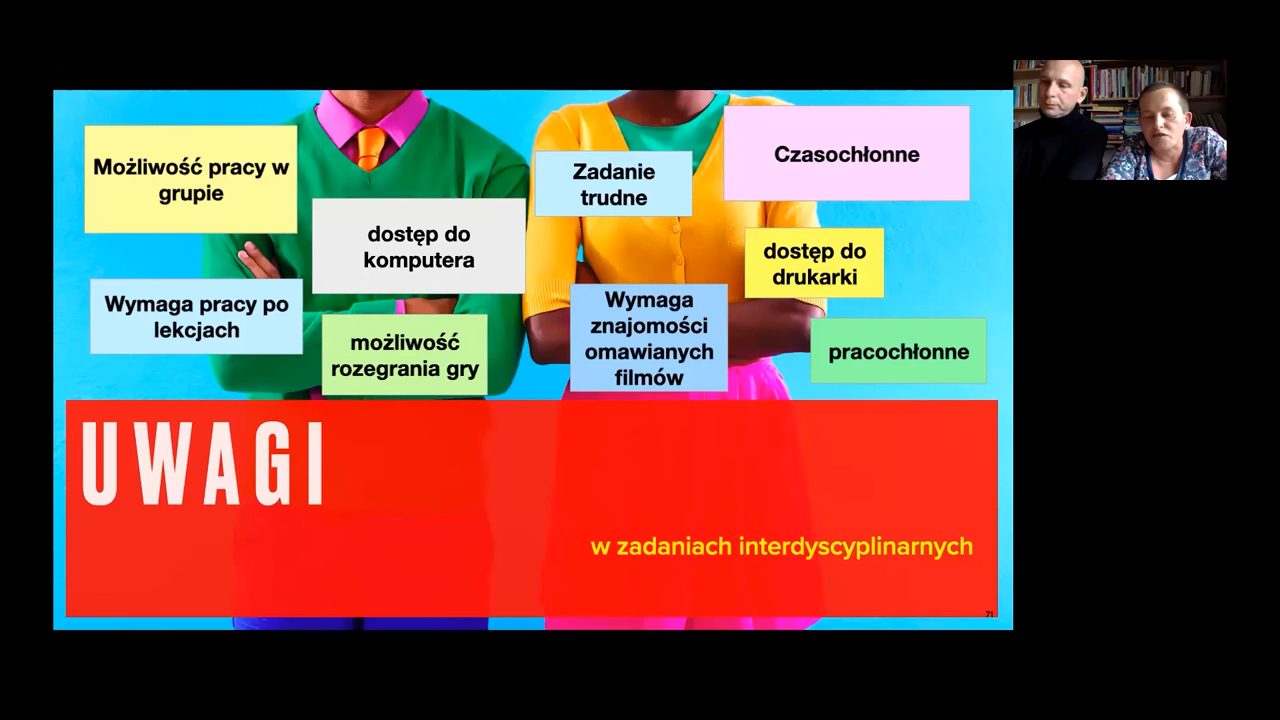 Możliwość pracy w
grupie
Zadanie
trudne
Czasochłonne
dostęp do
komputera
dostęp do
drukarki
Wymaga pracy po
lekcjach
możliwość
rozegrania gry
Wymaga
znajomości
omawianych
filmów
pracochłonne
UWAGI
w zadaniach interdyscyplinarnych
71